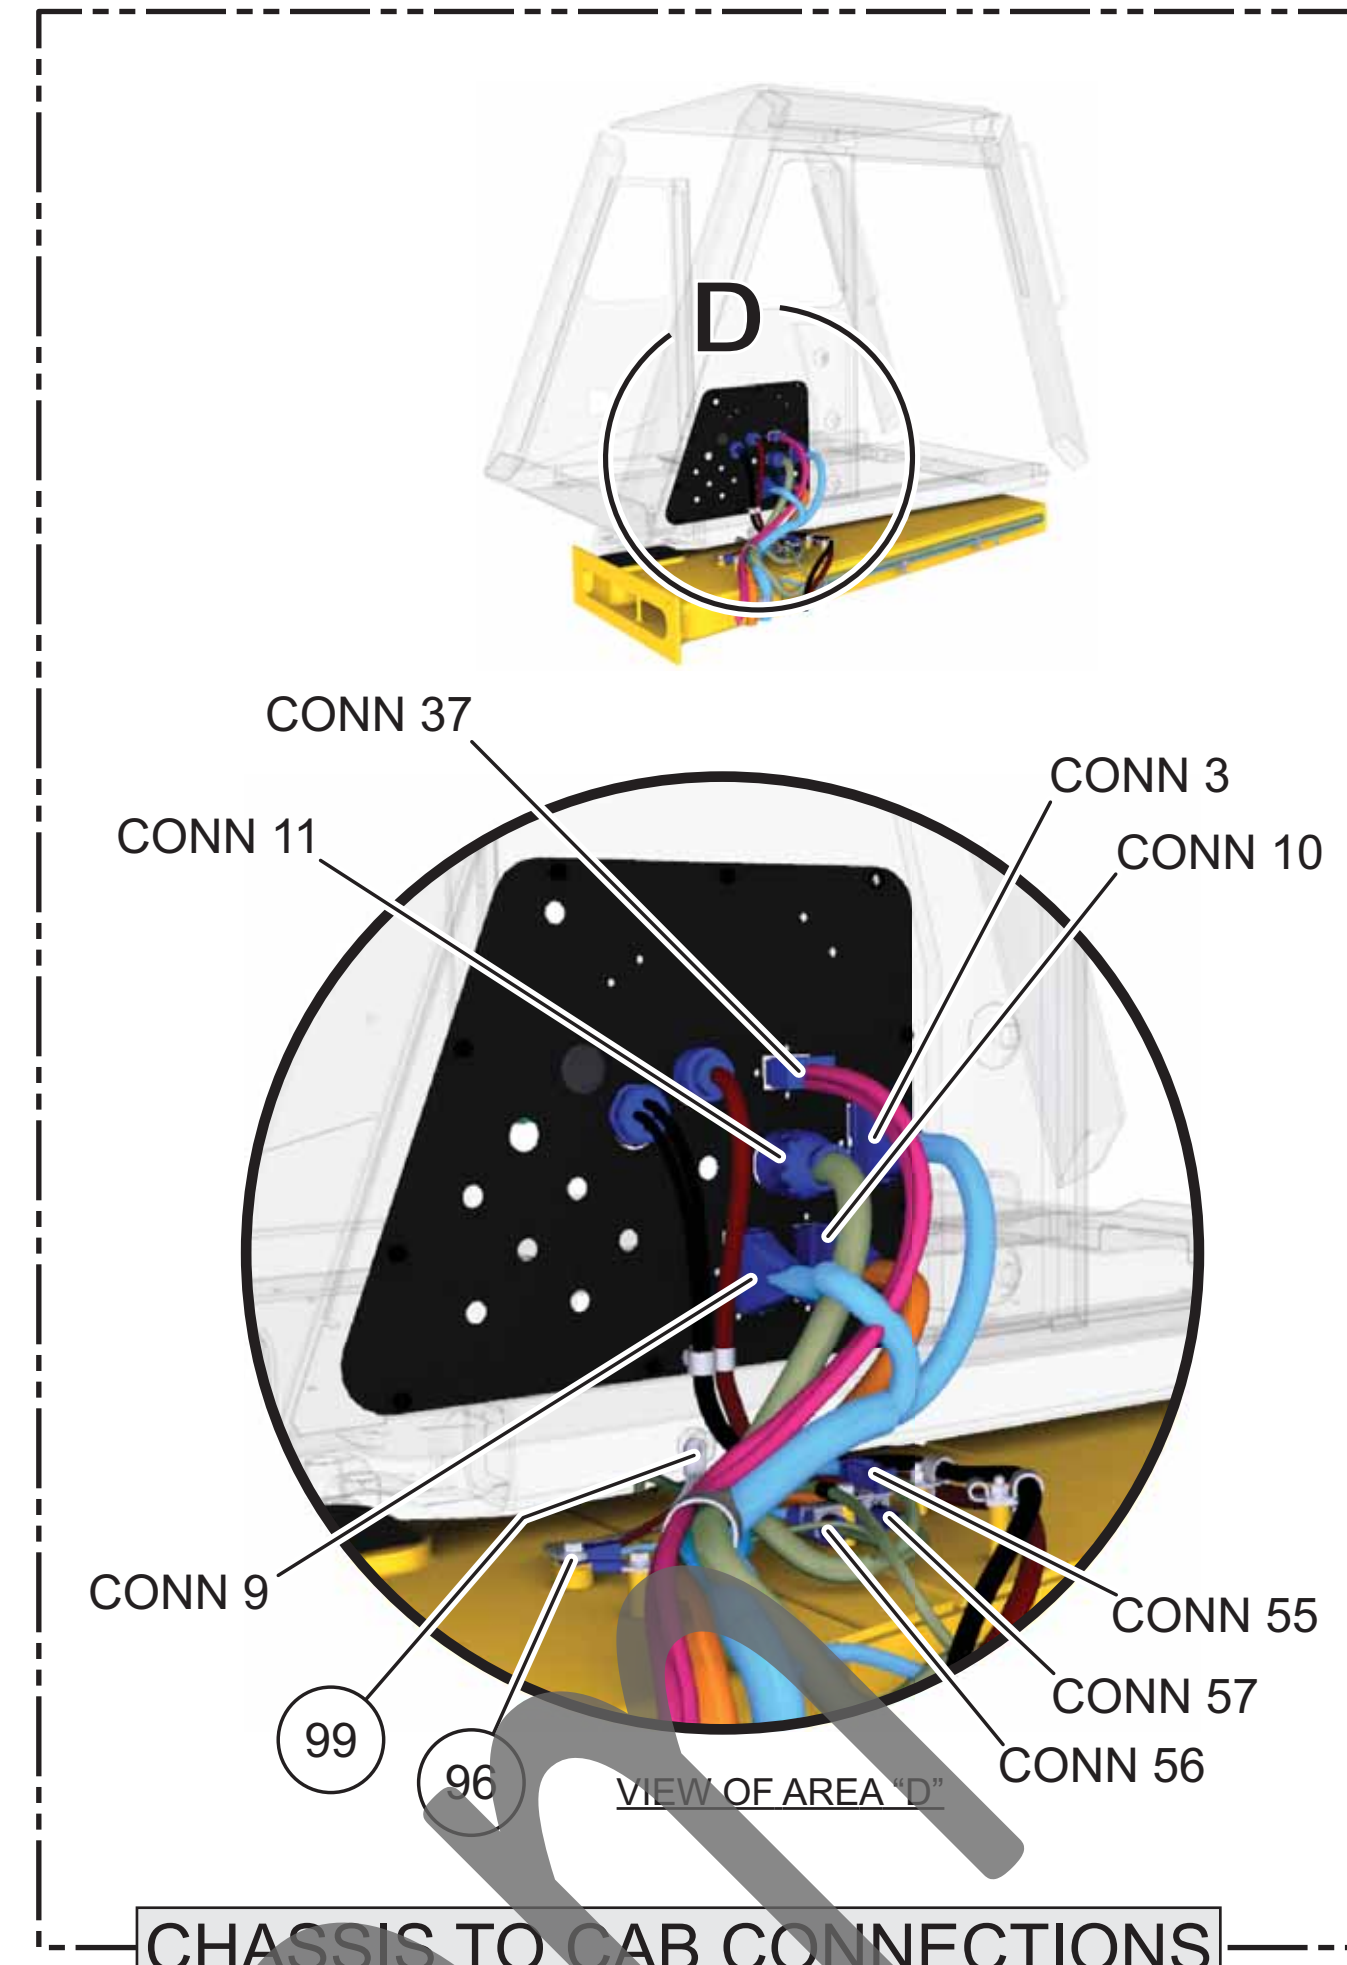 D
CONN 37
CONN 3
CONN 11
CONN 10
CONN 9
CONN 55
CONN 57
99
CONN 56
96
VIEW OF AREA “D”
CHASSIS TO CAB CONNECTIONS